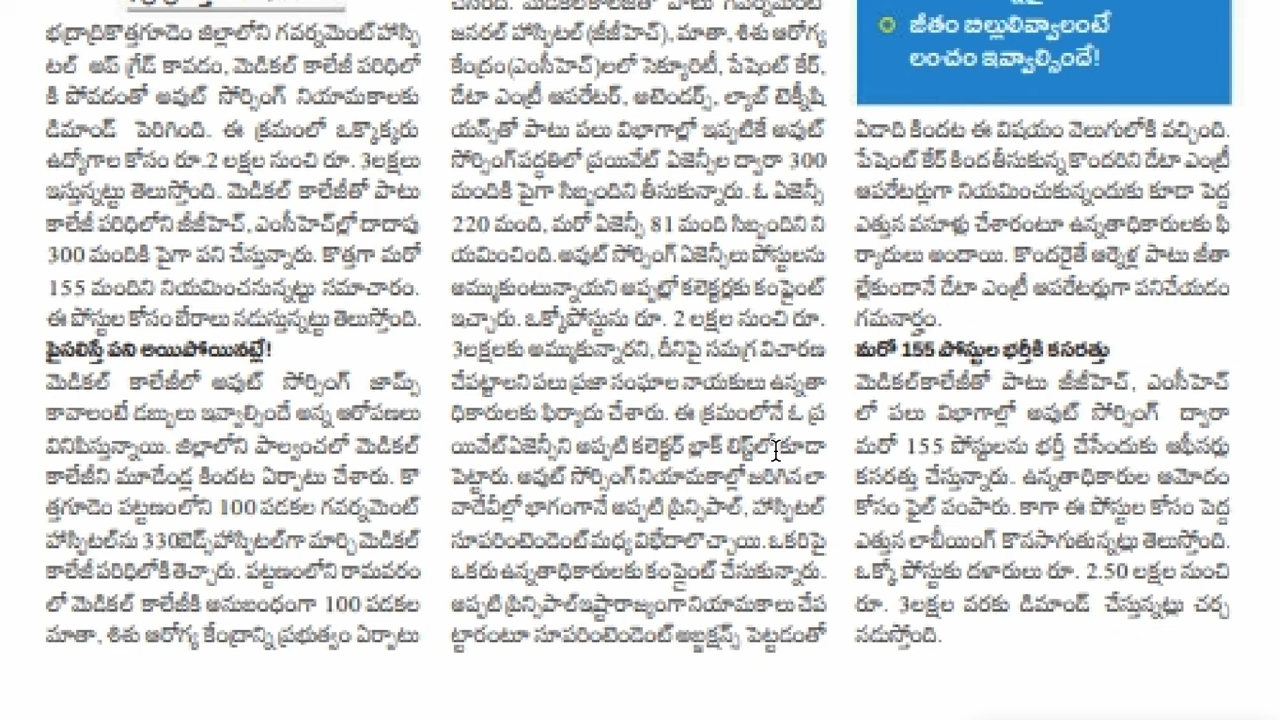 భద్రాద్రికొత్తగూడెం జిల్లాలోని గవర్నమెంట్ హాస్పి
టల్ అప్ గ్రేడ్ కావడం, మెడికల్ కాలేజీ పరిధిలో
కి పోవడంతో అవుట్ సోర్సింగ్ నియామకాలకు
డిమాండ్ పెరిగింది. ఈ క్రమంలో ఒక్కొక్కరు
ఉద్యోగాల కోసం రూ.2 లక్షల నుంచి రూ. 3లక్షలు
ఇస్తున్నట్టు తెలుస్తోంది. మెడికల్ కాలేజీతో పాటు
కాలేజీ పరిధిలోని జీజీహెచ్, ఎంసీహెచ్​ల్లో దాదాపు
300 మందికి పైగా పని చేస్తున్నారు. కొత్తగా మరో
155 మందిని నియమించనున్నట్టు సమాచారం.
ఈ పోస్టుల కోసం బేరాలు నడుస్తున్నట్టు తెలుస్తోంది.
పైసలిస్తే పని అయిపోయినట్లే!
మెడికల్ కాలేజీలో అవుట్ సోర్సింగ్ జాబ్స్
కావాలంటే డబ్బులు ఇవ్వాల్సిందే అన్న ఆరోపణలు
వినిపిస్తున్నాయి. జిల్లాలోని పాల్వంచలో మెడికల్
కాలేజీని మూడేండ్ల కిందట ఏర్పాటు చేశారు. కొ
త్తగూడెం పట్టణంలోని 100 పడకల గవర్నమెంట్
హాస్పిటల్​ను 330బెడ్స్ హాస్పిటల్​గా మార్చి మెడికల్
కాలేజీ పరిధిలోకి తెచ్చారు. పట్టణంలోని రామవరం
లో మెడికల్ కాలేజీకి అనుబంధంగా 100 పడకల
మాతా, శిశు ఆరోగ్య కేంద్రాన్ని ప్రభుత్వం ఏర్పాటు
చేసింది. మెడికల్ కాలేజీతో పాటు గవర్నమెంట్
జనరల్ హాస్పిటల్ (జీజీహెచ్), మాతా, శిశు ఆరోగ్య
కేంద్రం(ఎంసీహెచ్)లలో సెక్యూరిటీ, పేషెంట్ కేర్,
డేటా ఎంట్రీ ఆపరేటర్, అటెండర్స్, ల్యాబ్ టెక్నీషి
యన్స్​తో పాటు పలు విభాగాల్లో ఇప్పటికే అవుట్
సోర్సింగ్ పద్ధతిలో ప్రయివేట్ ఏజెన్సీల ద్వారా 300
మందికి పైగా సిబ్బందిని తీసుకున్నారు. ఓ ఏజెన్సీ
220 మంది, మరో ఏజెన్సీ 81 మంది సిబ్బందిని ని
యమించింది. అవుట్ సోర్సింగ్ ఏజెన్సీలు పోస్టులను
అమ్ముకుంటున్నాయని అప్పట్లో కలెక్టర్లకు కంప్లైంట్
ఇచ్చారు. ఒక్కోపోస్టును రూ. 2 లక్షల నుంచి రూ.
3లక్షలకు అమ్ముకున్నారని, దీనిపై సమగ్ర విచారణ
చేపట్టాలని పలు ప్రజా సంఘాల నాయకులు ఉన్నతా
ధికారులకు ఫిర్యాదు చేశారు. ఈ క్రమంలోనే ఓ ప్ర
యివేట్ ఏజెన్సీని అప్పటి కలెక్టర్ బ్లాక్ లిస్ట్​లో కూడా
పెట్టారు. అవుట్ సోర్సింగ్ నియామకాల్లో జరిగిన లా
వాదేవీల్లో భాగంగానే అప్పటి ప్రిన్సిపాల్, హాస్పిటల్
సూపరింటెండెంట్ మధ్య విభేదాలొచ్చాయి. ఒకరిపై
ఒకరు ఉన్నతాధికారులకు కంప్లైంట్ చేసుకున్నారు.
అప్పటి ప్రిన్సిపాల్ ఇష్టారాజ్యంగా నియామకాలు చేప
ట్టారంటూ సూపరింటెండెంట్ అబ్జక్షన్స్ పెట్టడంతో
జీతం బిల్లులివ్వాలంటే
లంచం ఇవ్వాల్సిందే!
ఏడాది కిందట ఈ విషయం వెలుగులోకి వచ్చింది.
పేషెంట్ కేర్ కింద తీసుకున్న కొందరిని డేటా ఎంట్రీ
ఆపరేటర్లుగా నియమించుకున్నందుకు కూడా పెద్ద
ఎత్తున వసూళ్లు చేశారంటూ ఉన్నతాధికారులకు ఫి
ర్యాదులు అందాయి. కొందరైతే ఆర్నెళ్ల పాటు జీతా
ల్లేకుండానే డేటా ఎంట్రీ ఆపరేటర్లుగా పనిచేయడం
గమనార్హం.
మరో 155 పోస్టుల భర్తీకి కసరత్తు
మెడికల్​కాలేజీతో పాటు జీజీహెచ్, ఎంసీహెచ్
లో పలు విభాగాల్లో అవుట్ సోర్సింగ్ ద్వారా
మరో 155 పోస్టులను భర్తీ చేసేందుకు ఆఫీసర్లు
కసరత్తు చేస్తున్నారు. ఉన్నతాధికారుల ఆమోదం
కోసం ఫైల్ పంపారు. కాగా ఈ పోస్టుల కోసం పెద్ద
ఎత్తున లాబీయింగ్ కొనసాగుతున్నట్లు తెలుస్తోంది.
ఒక్కో పోస్టుకు దళారులు రూ. 2.50 లక్షల నుంచి
రూ. 3లక్షల వరకు డిమాండ్ చేస్తున్నట్లు చర్చ
నడుస్తోంది.